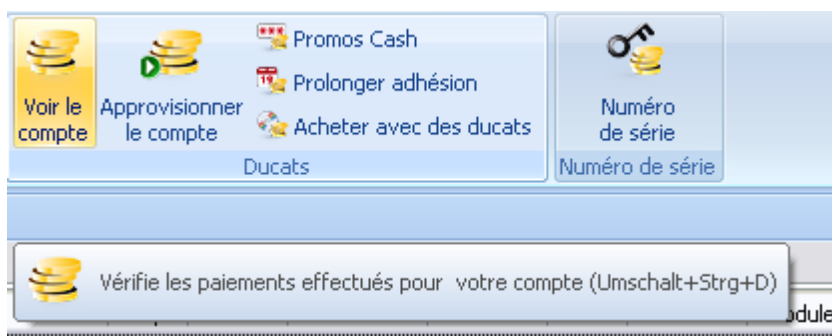 Voir le
compte
Approvisionner
le compte
Promos Cash
Prolonger adhésion
Acheter avec des ducats
Ducats
Numéro
de série
Numéro de série
Vérifie les paiements effectués pour votre compte (Umschalt+Strg+D)